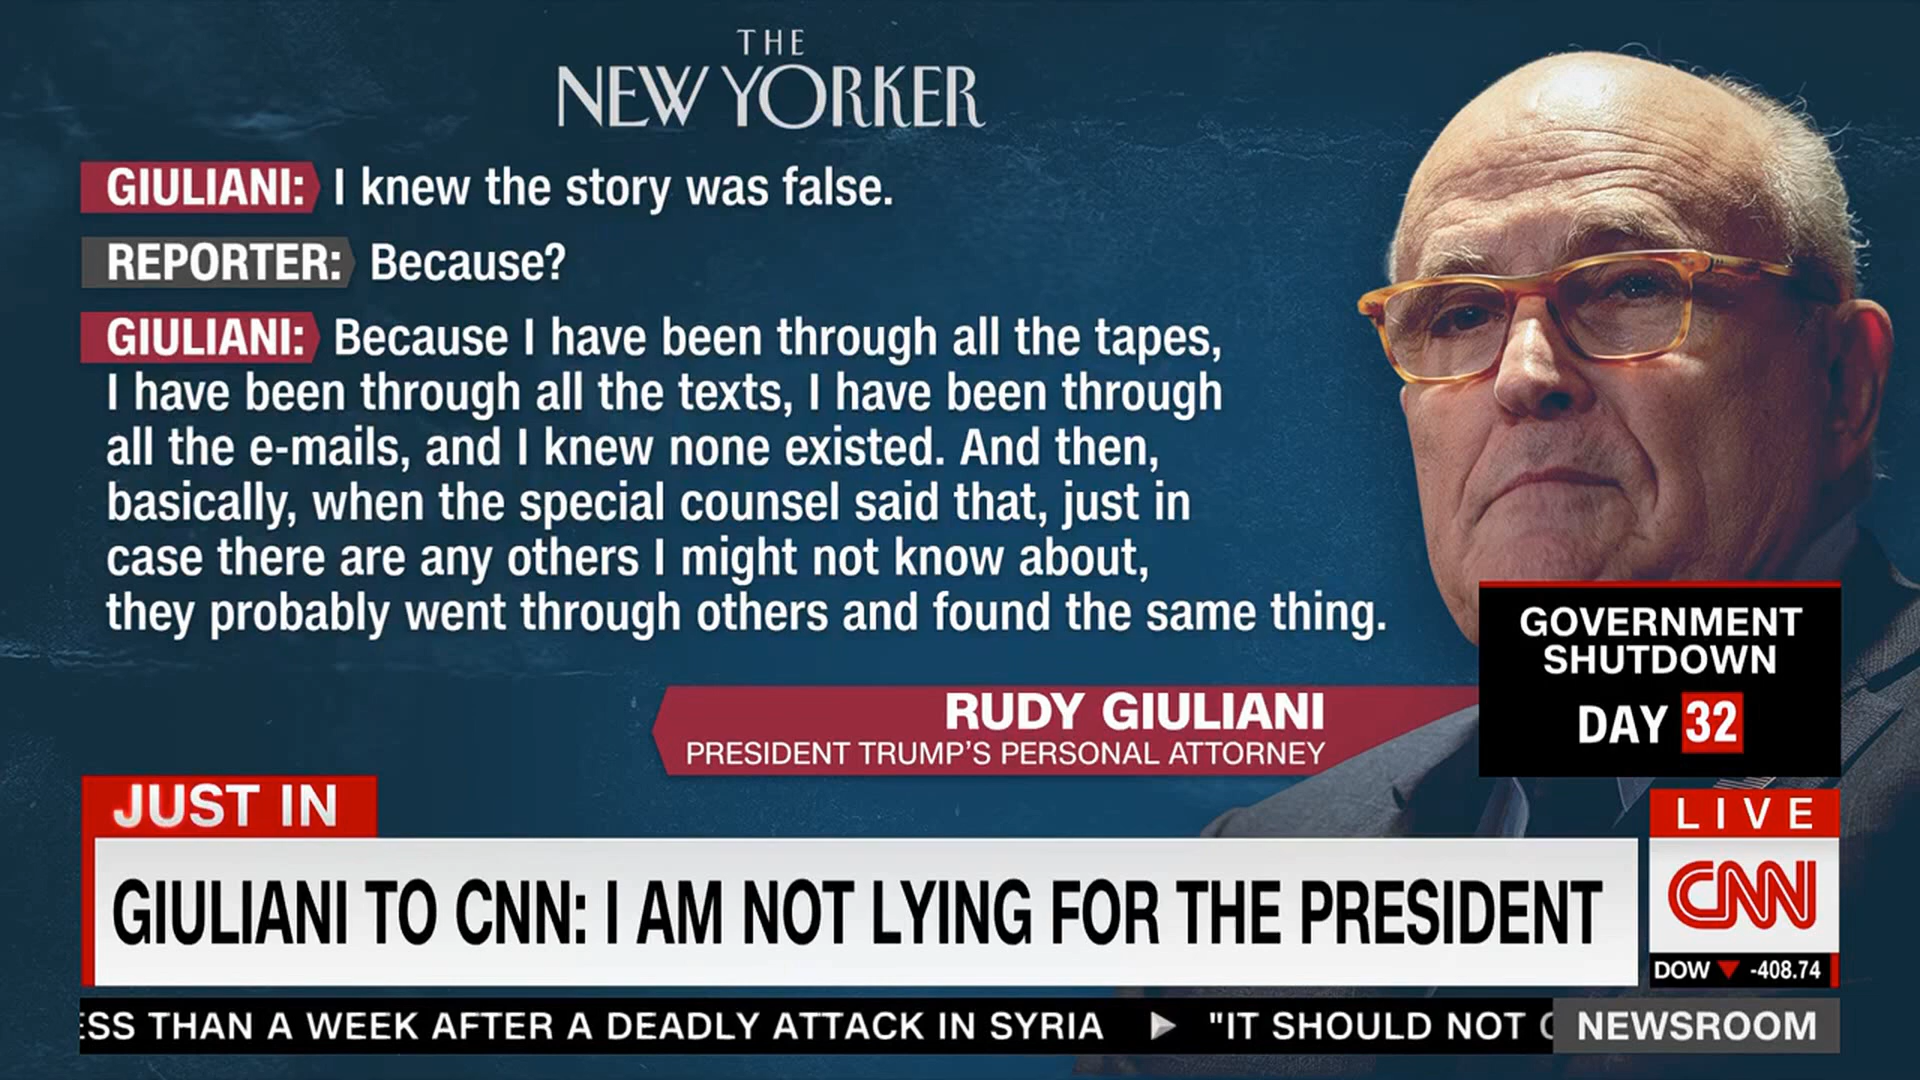 THE
NEW YORKER
GIULIANI: I knew the story was false.
REPORTER: Because?
GIULIANI: Because I have been through all the tapes,
I have been through all the texts, I have been through
all the e-mails, and I knew none existed. And then,
basically, when the special counsel said that, just in
case there are any others I might not know about,
they probably went through others and found the same thing.
RUDY GIULIANI
PRESIDENT TRUMP'S PERSONAL ATTORNEY
GOVERNMENT
SHUTDOWN
DAY 32
JUST IN
GIULIANI TO CNN: I AM NOT LYING FOR THE PRESIDENT
LIVE
CNN
DOW ▼ -408.74
THAN A WEEK AFTER A DEADLY ATTACK IN SYRIA ▶ "IT SHOULD NOT
NEWSROOM